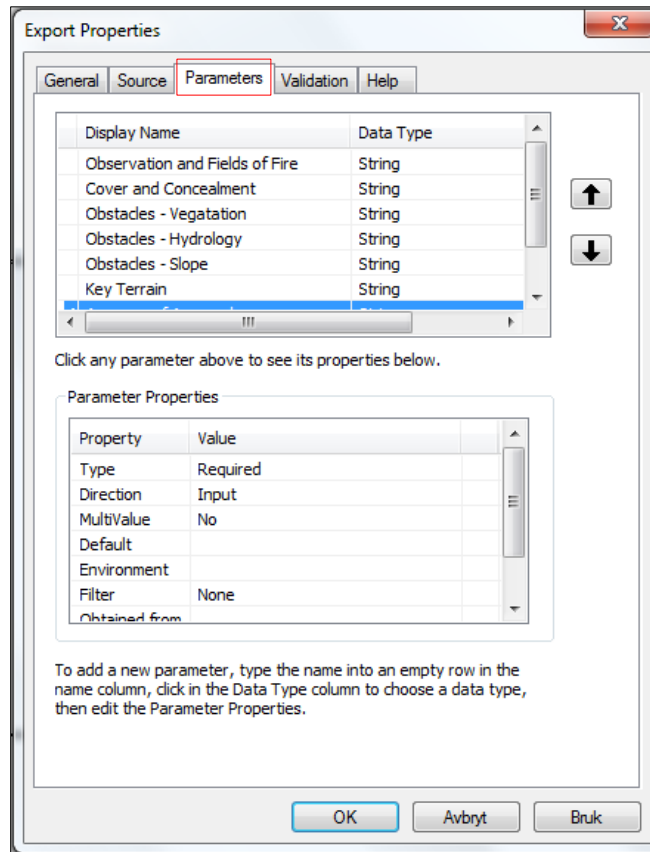 Export Properties
General Source Parameters Validation Help
Display Name Data Type
Observation and Fields of Fire String
Cover and Concealment String
Obstacles - Vegatation String
Obstacles - Hydrology String
Obstacles - Slope String
Key Terrain String
Click any parameter above to see its properties below.
Parameter Properties
Property Value
Type Required
Direction Input
MultiValue No
Default
Environment
Filter None
Obtained from
To add a new parameter, type the name into an empty row in the
name column, click in the Data Type column to choose a data type,
then edit the Parameter Properties.
OK Avbryt Bruk